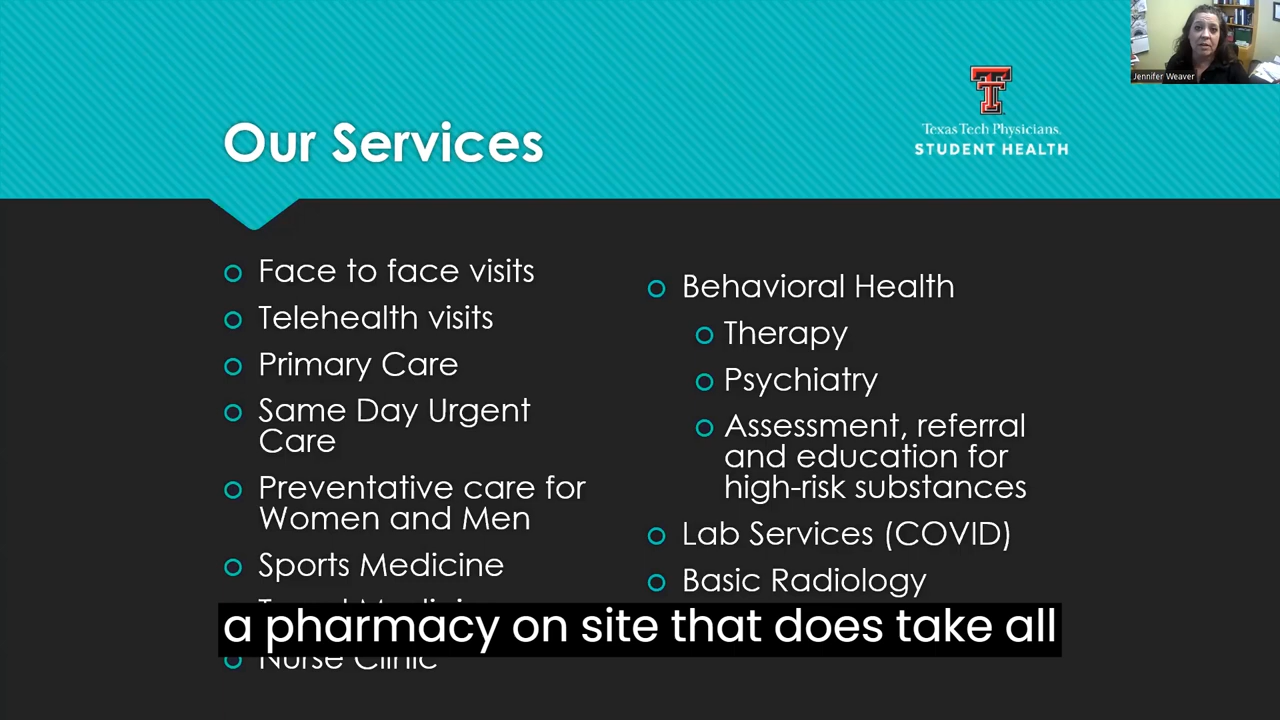 Jennifer Weaver
Our Services
Texas Tech Physicians.
STUDENT HEALTH
Face to face visits
Telehealth visits
Primary Care
Same Day Urgent
Care
Preventative care for
Women and Men
Sports Medicine
Nurse Clinic
Behavioral Health
Therapy
Psychiatry
Assessment, referral
and education for
high-risk substances
Lab Services (COVID)
Basic Radiology
a pharmacy on site that does take all